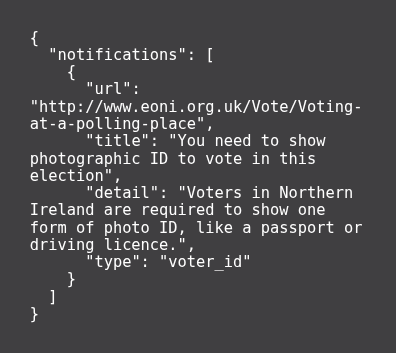 {
  "notifications": [
    {
      "url":
"http://www.eoni.org.uk/Vote/Voting-
at-a-polling-place",
      "title": "You need to show
photographic ID to vote in this
election",
      "detail": "Voters in Northern
Ireland are required to show one
form of photo ID, like a passport or
driving licence.",
      "type": "voter_id"
    }
  ]
}